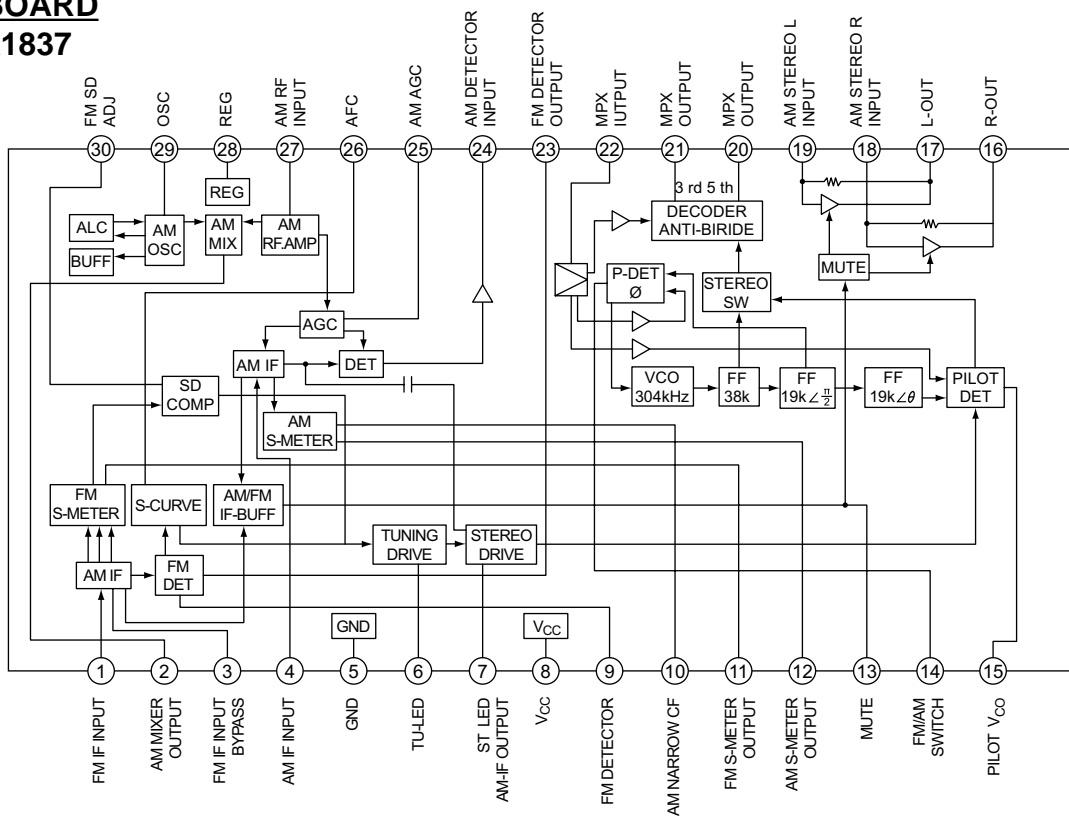 BOARD
1837
FM SD
ADJ
OSC
REG
AM RF
INPUT
AFC
AM AGC
AM DETECTOR
INPUT
FM DETECTOR
OUTPUT
MPX
IUTPUT
MPX
OUTPUT
MPX
OUTPUT
AM STEREO L
INPUT
AM STEREO R
INPUT
L-OUT
R-OUT
30
29
28
27
26
25
24
23
22
21
20
19
18
17
16
REG
3 rd 5 th
ALC
AM
OSC
AM
MIX
AM
RF.AMP
DECODER
ANTI-BIRIDE
BUFF
MUTE
P-DET
Ø
STEREO
SW
AGC
AM IF
DET
SD
COMP
VCO
304kHz
FF
38k
FF
19k∠π/2
FF
19k∠θ
PILOT
DET
AM
S-METER
FM
S-METER
S-CURVE
AM/FM
IF-BUFF
TUNING
DRIVE
STEREO
DRIVE
AM IF
FM
DET
GND
VCC
1
2
3
4
5
6
7
8
9
10
11
12
13
14
15
FM IF INPUT
AM MIXER
OUTPUT
FM IF INPUT
BYPASS
AM IF INPUT
GND
TU-LED
ST LED
AM-IF OUTPUT
VCC
FM DETECTOR
AM NARROW CF
FM S-METER
OUTPUT
AM S-METER
OUTPUT
MUTE
FM/AM
SWITCH
PILOT VCO